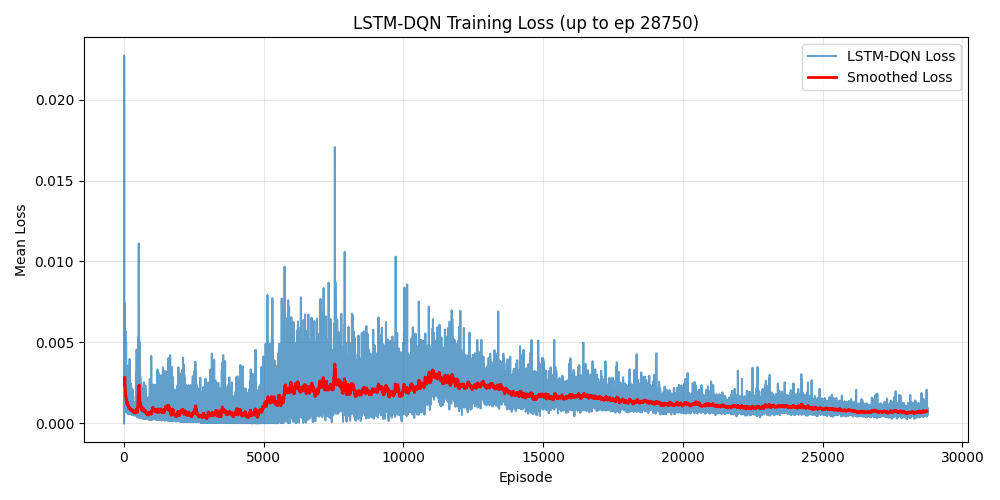 LSTM-DQN Training Loss (up to ep 28750)
LSTM-DQN Loss
Smoothed Loss
Mean Loss
0.020
0.015
0.010
0.005
0.000
0
5000
10000
15000
20000
25000
30000
Episode